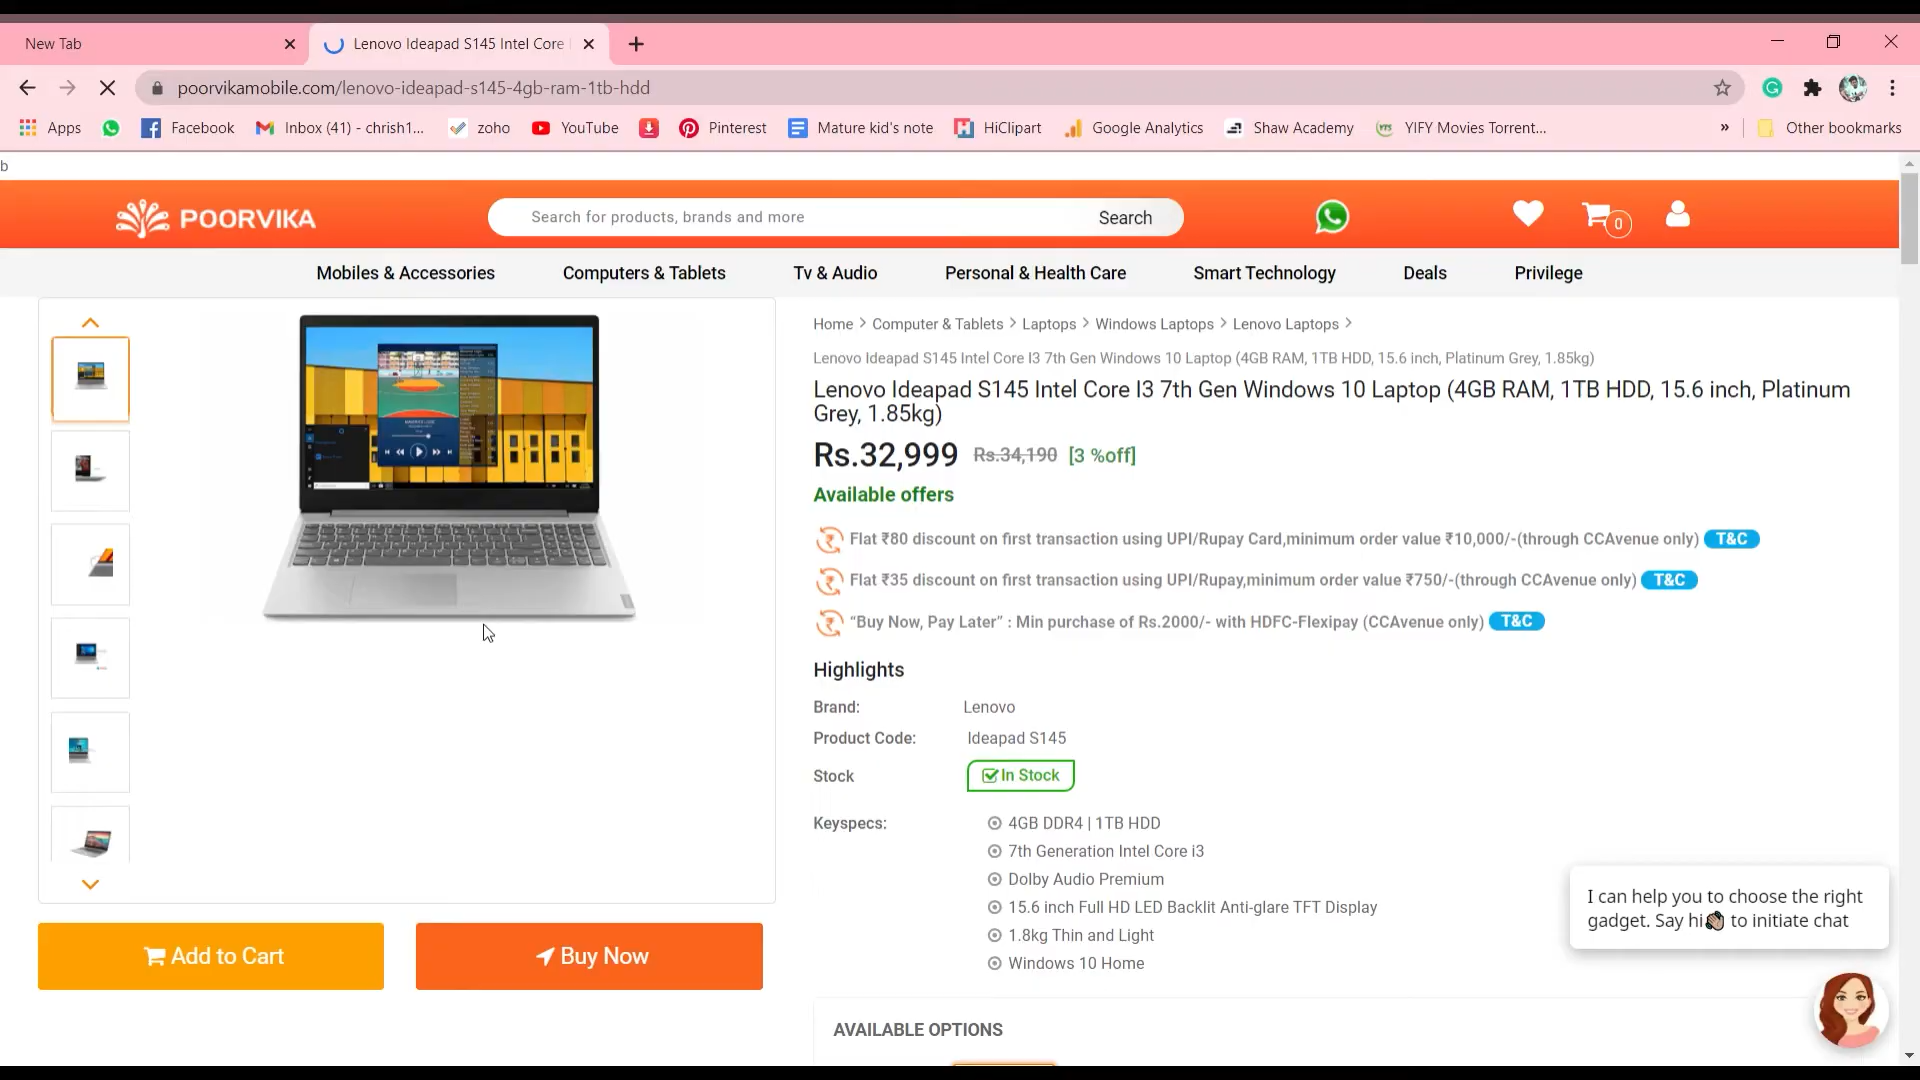 New Tab
Lenovo Ideapad S145 Intel Core
poorvikamobile.com/lenovo-ideapad-s145-4gb-ram-1tb-hdd
Apps Facebook Inbox (41) - chrish1... zoho YouTube Pinterest Mature kid's note HiClipart Google Analytics Shaw Academy YIFY Movies Torrent... » Other bookmarks
b
POORVIKA Search for products, brands and more Search 0
Mobiles & Accessories Computers & Tablets Tv & Audio Personal & Health Care Smart Technology Deals Privilege
Home > Computer & Tablets > Laptops > Windows Laptops > Lenovo Laptops >
Lenovo Ideapad S145 Intel Core I3 7th Gen Windows 10 Laptop (4GB RAM, 1TB HDD, 15.6 inch, Platinum Grey, 1.85kg)
Lenovo Ideapad S145 Intel Core I3 7th Gen Windows 10 Laptop (4GB RAM, 1TB HDD, 15.6 inch, Platinum
Grey, 1.85kg)
Rs.32,999 Rs.34,190 [3 %off]
Available offers
Flat ₹80 discount on first transaction using UPI/Rupay Card,minimum order value ₹10,000/-(through CCAvenue only) T&C
Flat ₹35 discount on first transaction using UPI/Rupay,minimum order value ₹750/-(through CCAvenue only) T&C
“Buy Now, Pay Later” : Min purchase of Rs.2000/- with HDFC-Flexipay (CCAvenue only) T&C
Highlights
Brand: Lenovo
Product Code: Ideapad S145
Stock In Stock
Keyspecs: 4GB DDR4 | 1TB HDD
7th Generation Intel Core i3
Dolby Audio Premium
15.6 inch Full HD LED Backlit Anti-glare TFT Display
1.8kg Thin and Light
Windows 10 Home
I can help you to choose the right
gadget. Say hi to initiate chat
Add to Cart
Buy Now
AVAILABLE OPTIONS